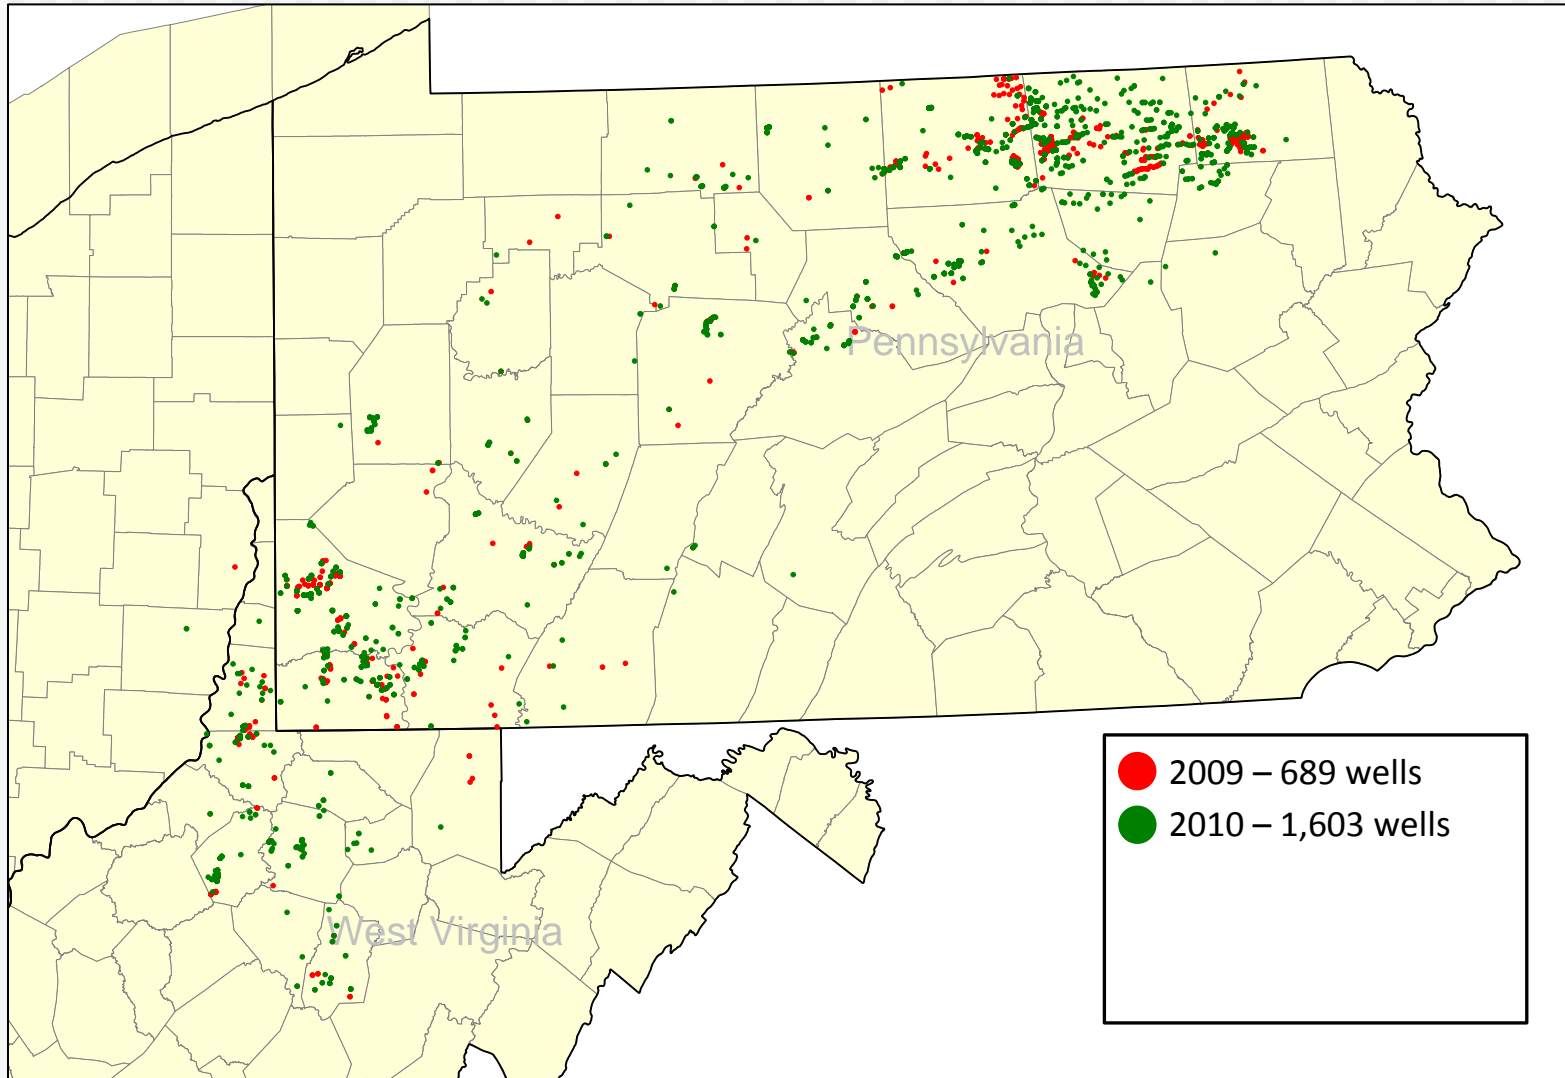 Pennsylvania
West Virginia
2009 – 689 wells
2010 – 1,603 wells